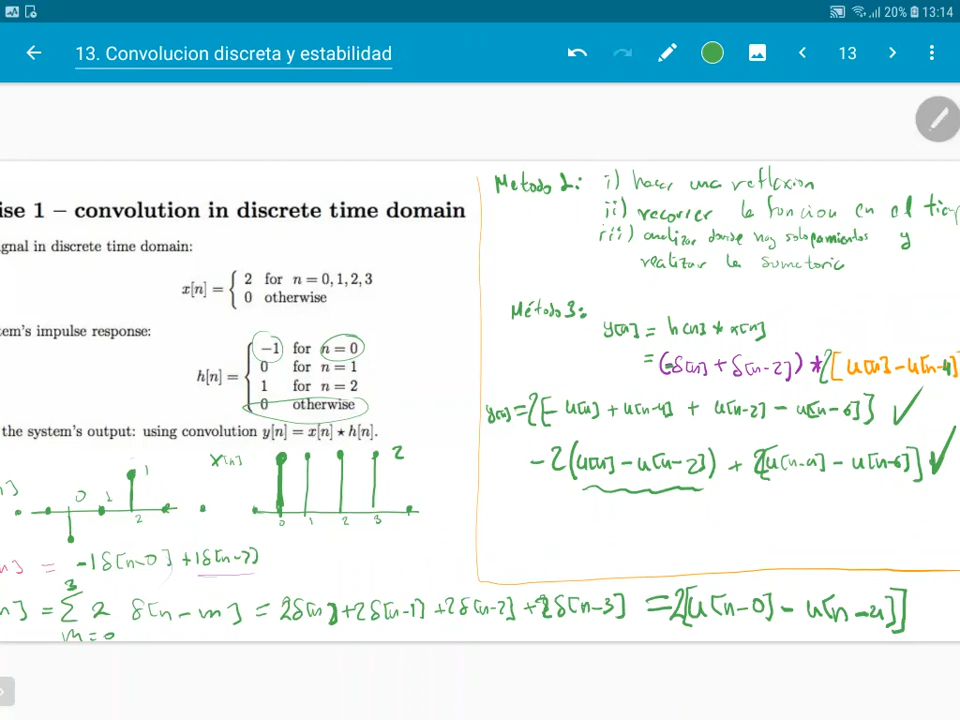 20% 13:14
13. Convolucion discreta y estabilidad
13
ise 1 – convolution in discrete time domain
ignal in discrete time domain:
x[n] = { 2 for n = 0, 1, 2, 3
0 otherwise
tem's impulse response:
h[n] = { −1 for n = 0
0 for n = 1
1 for n = 2
0 otherwise
the system's output: using convolution y[n] = x[n] ⋆ h[n].
0 1 1 2
x[n] 2
0 1 2 3
n] = -1δ[n-0] + 1δ[n-2]
n] = ∑ 2 δ[n-m] = 2δ[n] + 2δ[n-1] + 2δ[n-2] + 2δ[n-3] = 2[u[n-0] - u[n-4]]
3
m=0
Metodo 2: i) hacer una reflexion
ii) recorrer la funcion en el tiemp
iii) analizar donde hay solapamientos y
realizar la sumatoria
Método 3:
y[n] = h[n] * x[n]
= (-δ[n] + δ[n-2]) * 2[u[n] - u[n-4]
y[n] = 2[-u[n] + u[n-4] + u[n-2] - u[n-6]] ✓
-2(u[n] - u[n-2]) + 2[u[n-4] - u[n-6]] ✓